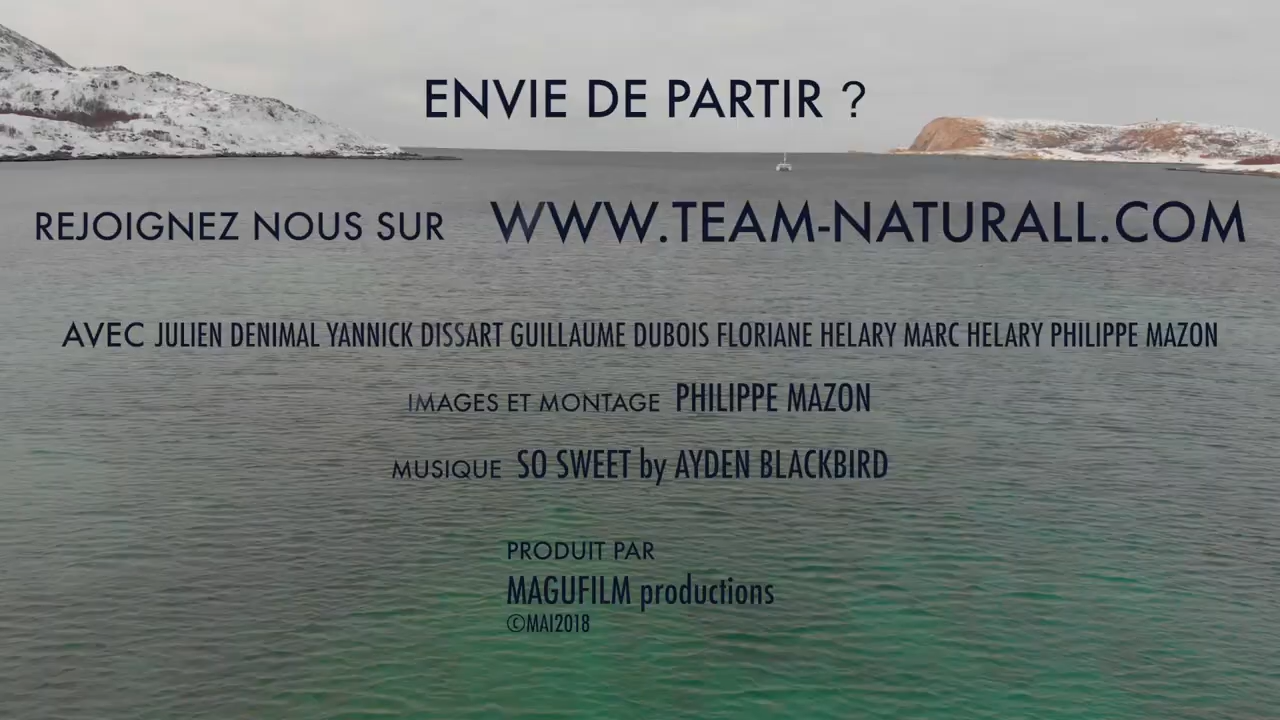 ENVIE DE PARTIR ?
REJOIGNEZ NOUS SUR WWW.TEAM-NATURALL.COM
AVEC JULIEN DENIMAL YANNICK DISSART GUILLAUME DUBOIS FLORIANE HELARY MARC HELARY PHILIPPE MAZON
IMAGES ET MONTAGE PHILIPPE MAZON
MUSIQUE SO SWEET by AYDEN BLACKBIRD
PRODUIT PAR
MAGUFILM productions
©MAI2018